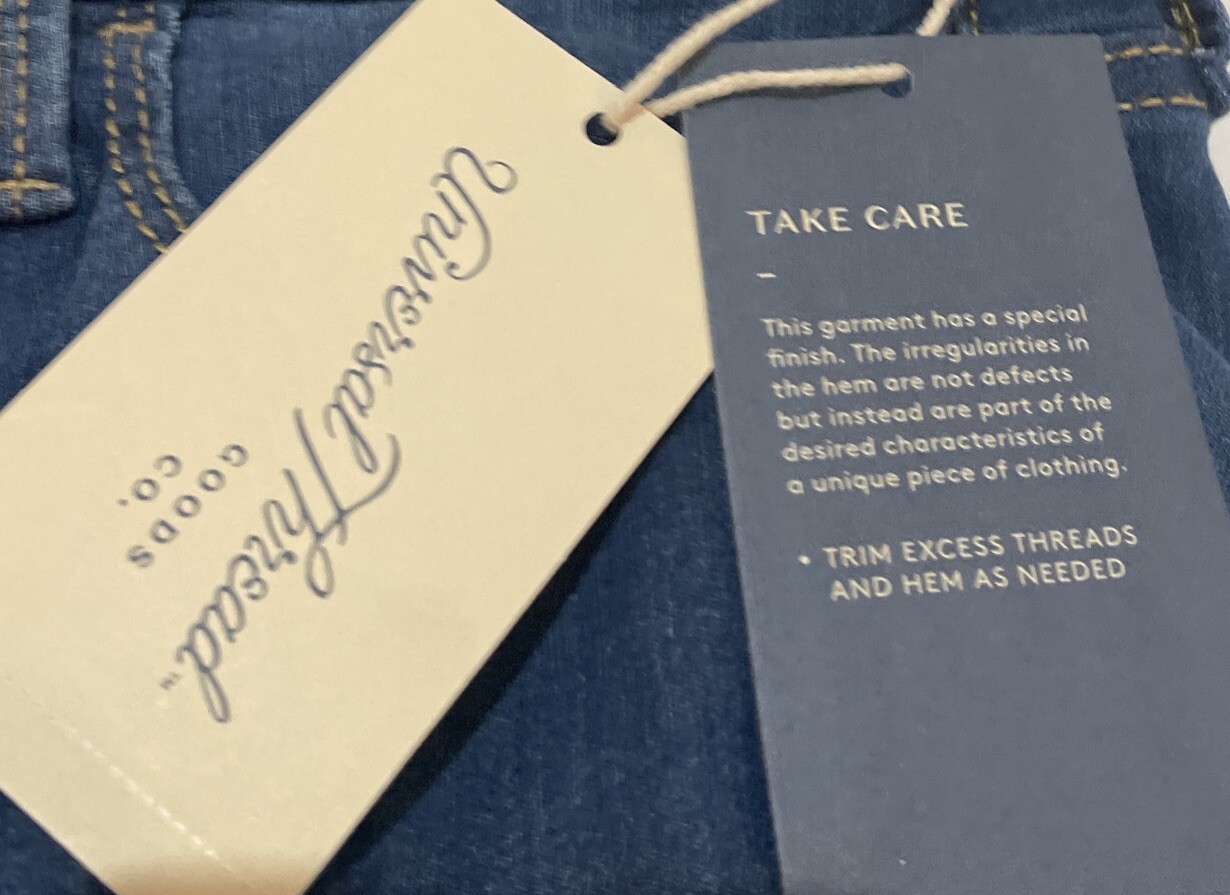 Universal Thread™
GOODS
CO.
TAKE CARE
–
This garment has a special
finish. The irregularities in
the hem are not defects
but instead are part of the
desired characteristics of
a unique piece of clothing.
• TRIM EXCESS THREADS
AND HEM AS NEEDED